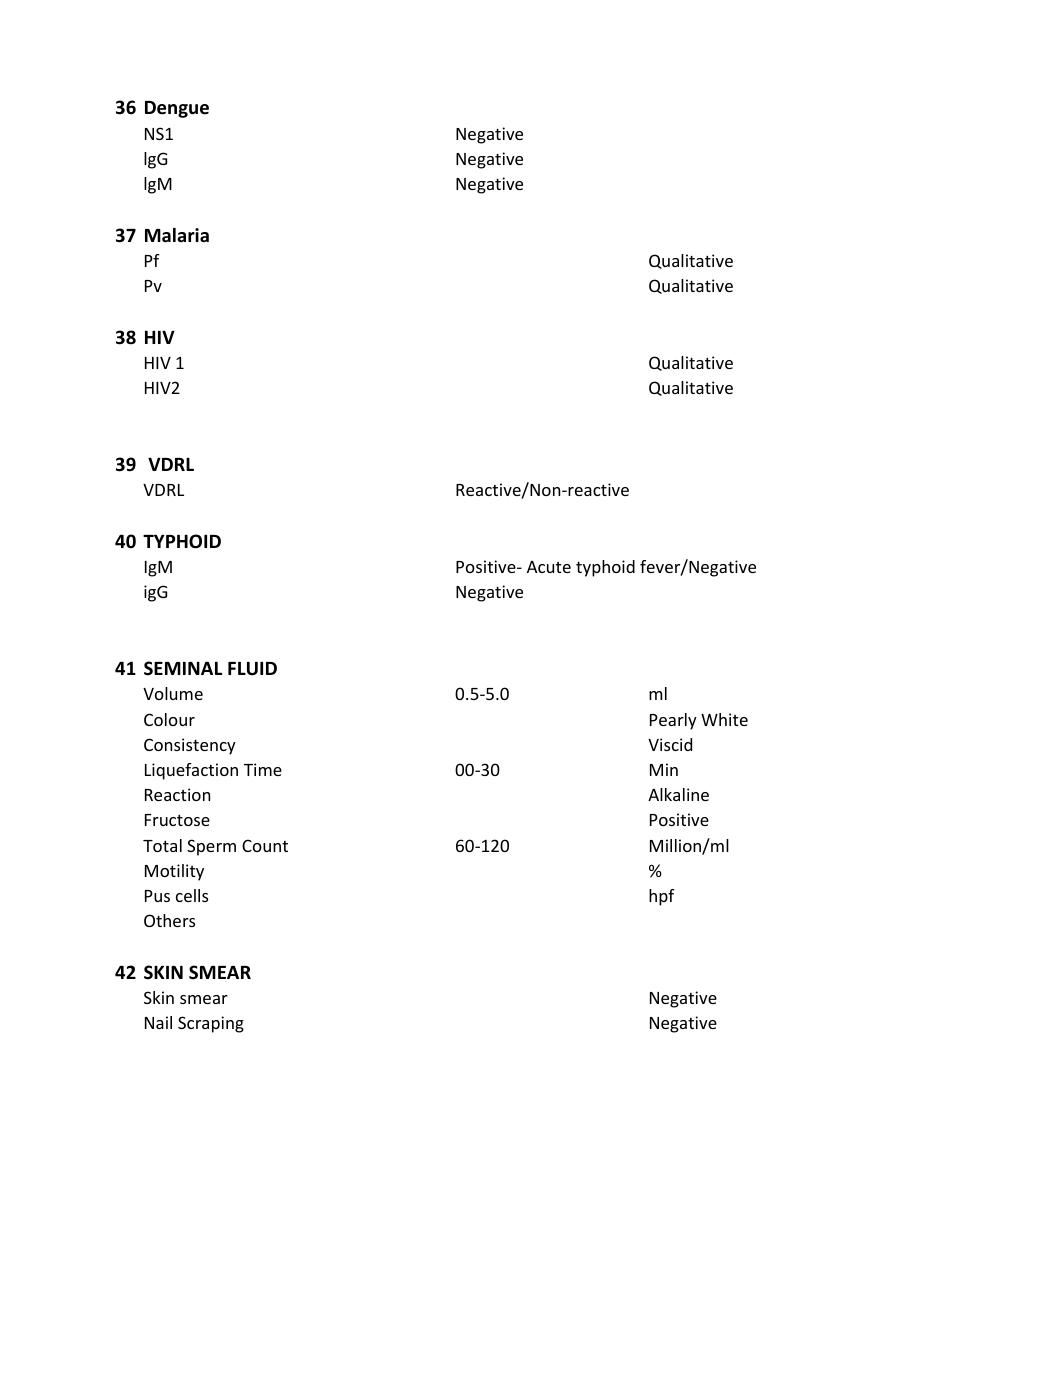 36 Dengue
NS1 Negative
lgG Negative
lgM Negative
37 Malaria
Pf Qualitative
Pv Qualitative
38 HIV
HIV 1 Qualitative
HIV2 Qualitative
39 VDRL
VDRL Reactive/Non-reactive
40 TYPHOID
IgM Positive- Acute typhoid fever/Negative
igG Negative
41 SEMINAL FLUID
Volume 0.5-5.0 ml
Colour Pearly White
Consistency Viscid
Liquefaction Time 00-30 Min
Reaction Alkaline
Fructose Positive
Total Sperm Count 60-120 Million/ml
Motility %
Pus cells hpf
Others
42 SKIN SMEAR
Skin smear Negative
Nail Scraping Negative